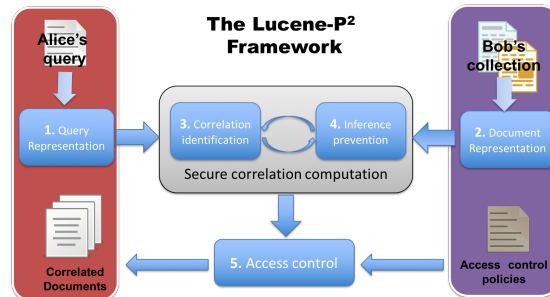 The Lucene-P²
Framework
Alice's
query
Bob's
collection
1. Query
Representation
3. Correlation
identification
4. Inference
prevention
2. Document
Representation
Secure correlation computation
5. Access control
Correlated
Documents
Access control
policies